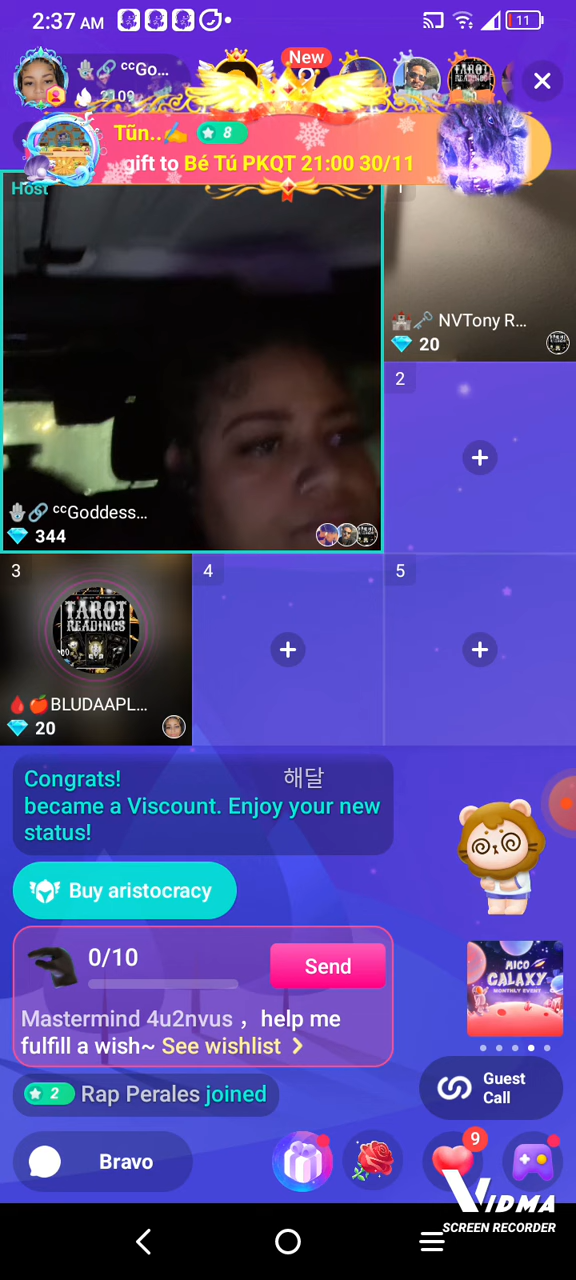 2:37 AM
11
ᶜᶜGo...
2109
New
Tũn..
8
gift to Bé Tú PKQT 21:00 30/11
Host
1
NVTony R...
20
2
ᶜᶜGoddess...
344
3
4
5
TAROT
READINGS
BLUDAAPL...
20
Congrats! 해달
became a Viscount. Enjoy your new
status!
Buy aristocracy
0/10
Send
Mastermind 4u2nvus , help me
fulfill a wish~ See wishlist >
MICO
GALAXY
MONTHLY EVENT
2 Rap Perales joined
Guest
Call
Bravo
9
VIDMA
SCREEN RECORDER